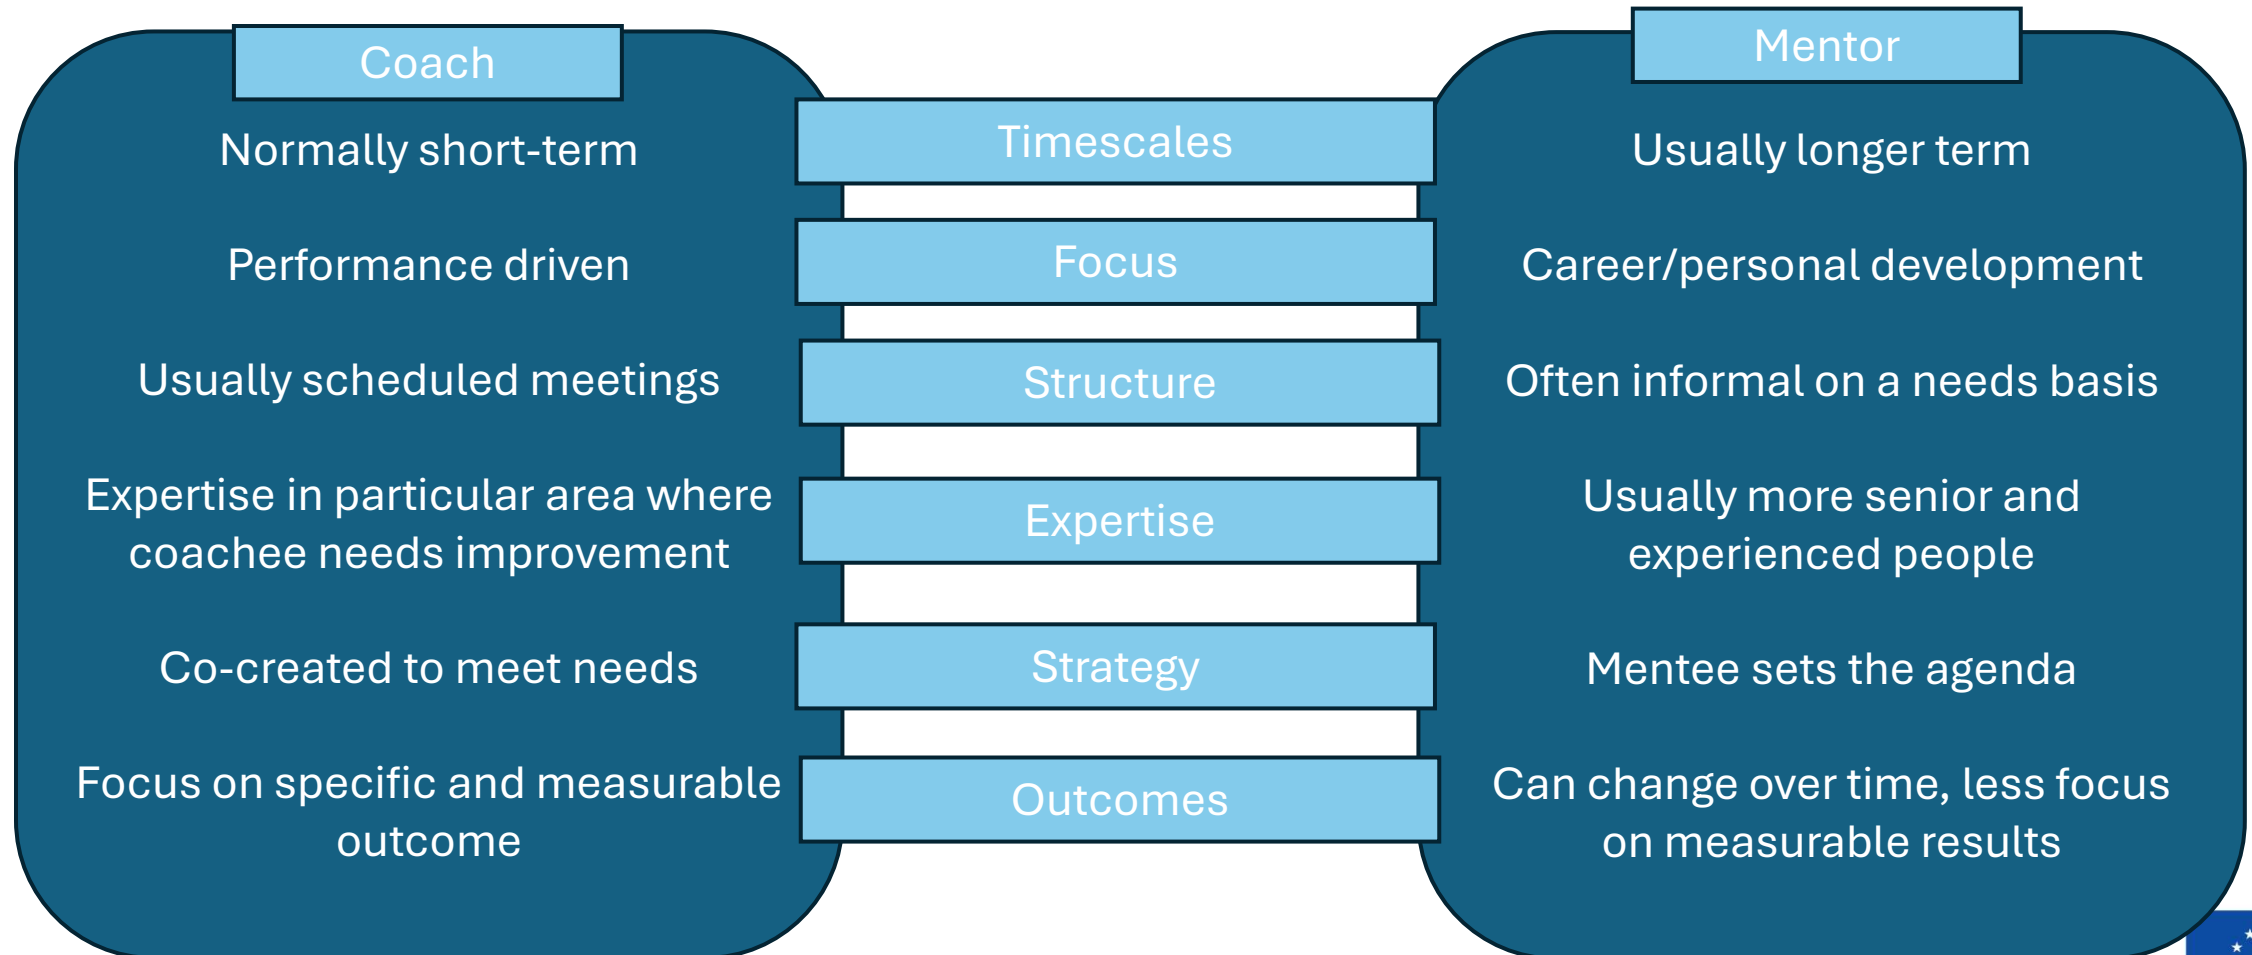 Coach
Mentor
Normally short-term
Timescales
Usually longer term
Performance driven
Focus
Career/personal development
Usually scheduled meetings
Structure
Often informal on a needs basis
Expertise in particular area where
coachee needs improvement
Expertise
Usually more senior and
experienced people
Co-created to meet needs
Strategy
Mentee sets the agenda
Focus on specific and measurable
outcome
Outcomes
Can change over time, less focus
on measurable results